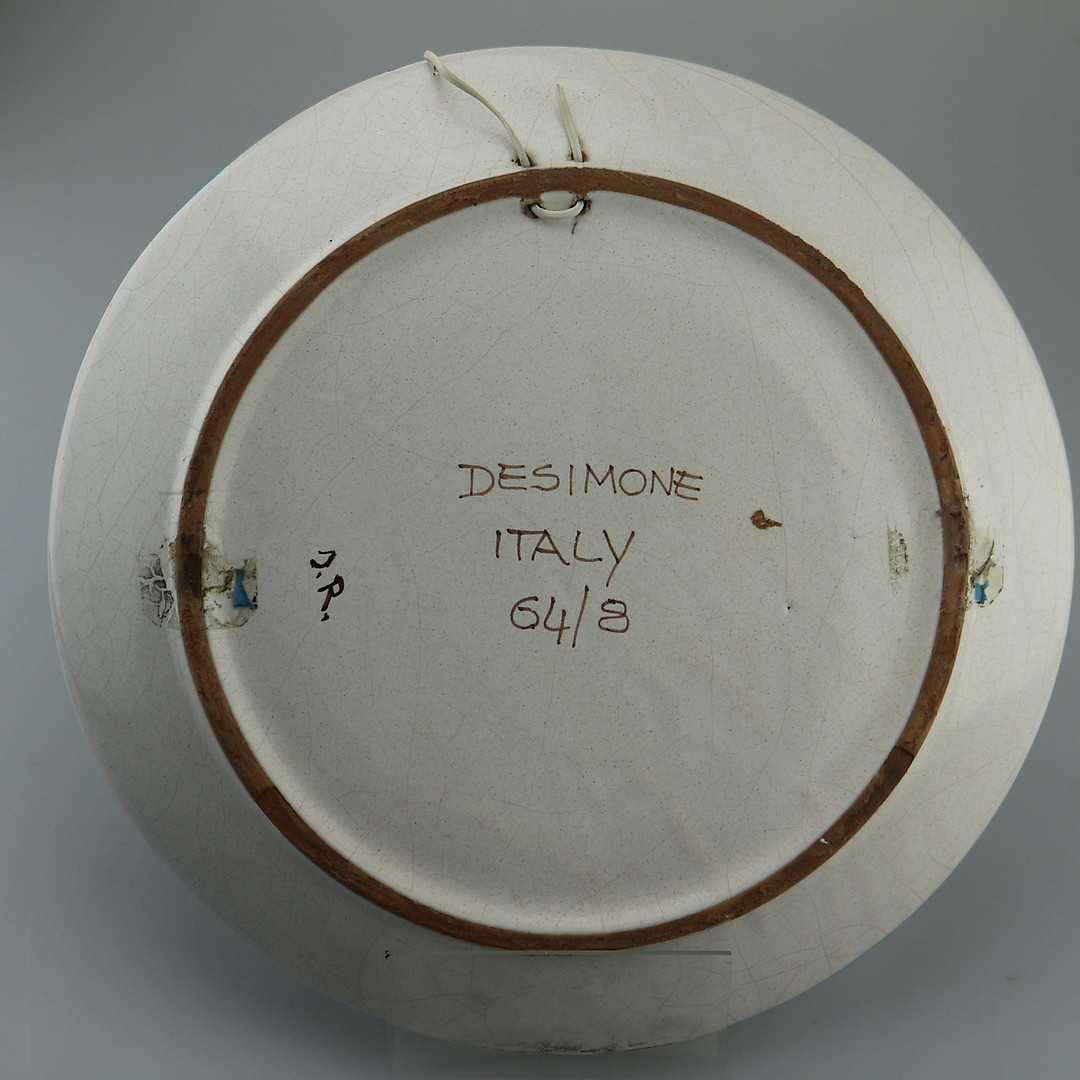 DESIMONE
ITALY
64/8
J.P.